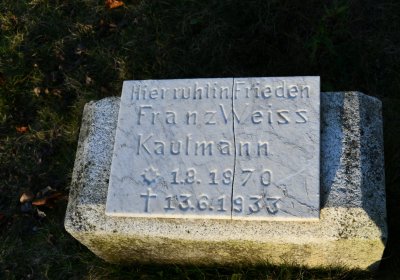 Hier ruht in Frieden
Franz Weiss
Kaufmann
☆ 1.8.1870
† 13.6.1933